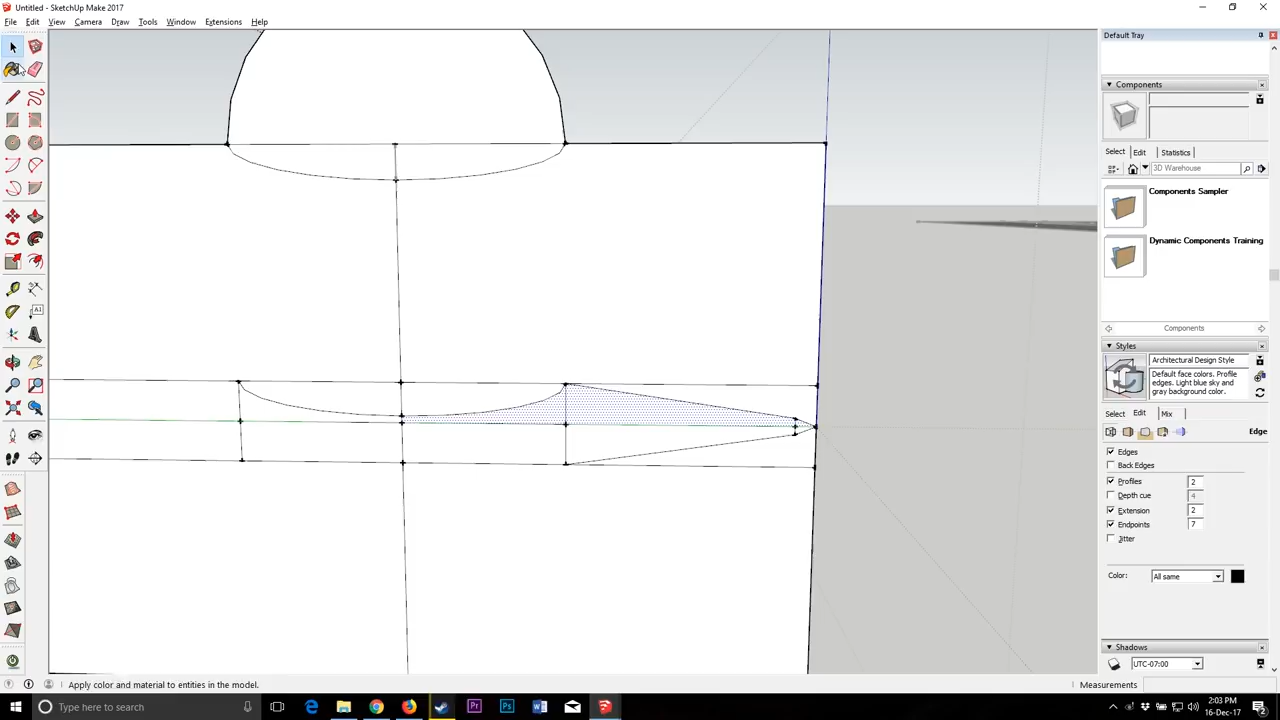 Untitled - SketchUp Make 2017
File Edit View Camera Draw Tools Window Extensions Help
Default Tray
Components
Select Edit Statistics
3D Warehouse
Components Sampler
Dynamic Components Training
Components
Styles
Architectural Design Style
Default face colors. Profile
edges. Light blue sky and
gray background color.
Select Edit Mix
Edge
Edges
Back Edges
Profiles 2
Depth cue 4
Extension 2
Endpoints 7
Jitter
Color: All same
Shadows
UTC-07:00
Apply color and material to entities in the model.
Measurements
Type here to search
2:03 PM
16-Dec-17